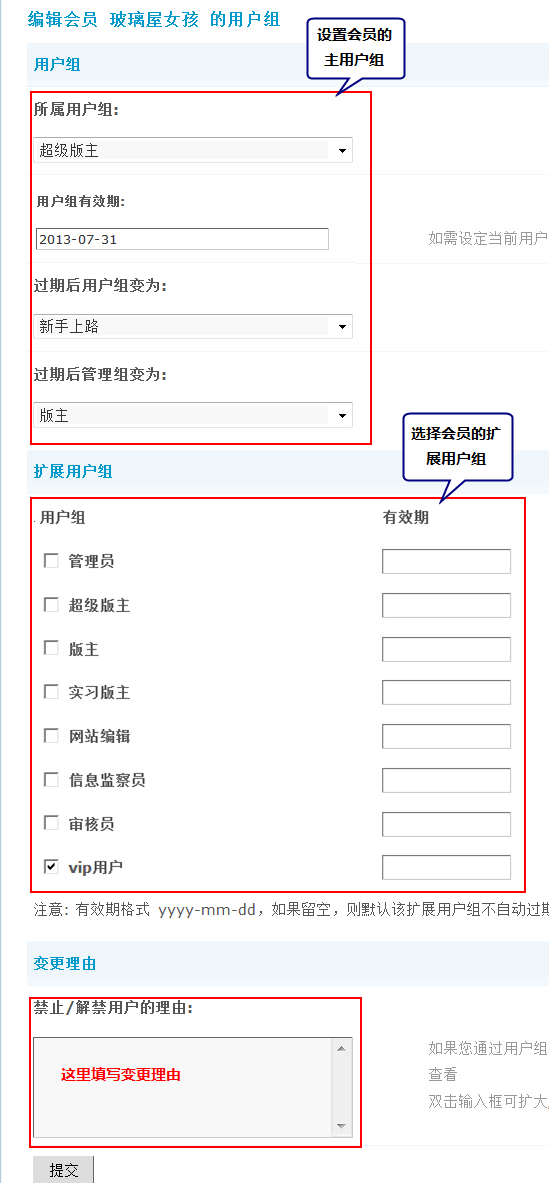 编辑会员 玻璃屋女孩 的用户组
设置会员的
主用户组
用户组
所属用户组:
超级版主
用户组有效期:
2013-07-31
如需设定当前用户
过期后用户组变为:
新手上路
过期后管理组变为:
版主
选择会员的扩
展用户组
扩展用户组
用户组 有效期
管理员
超级版主
版主
实习版主
网站编辑
信息监察员
审核员
vip用户
注意: 有效期格式 yyyy-mm-dd，如果留空，则默认该扩展用户组不自动过期
变更理由
禁止/解禁用户的理由:
这里填写变更理由
如果您通过用户组
查看
双击输入框可扩大
提交